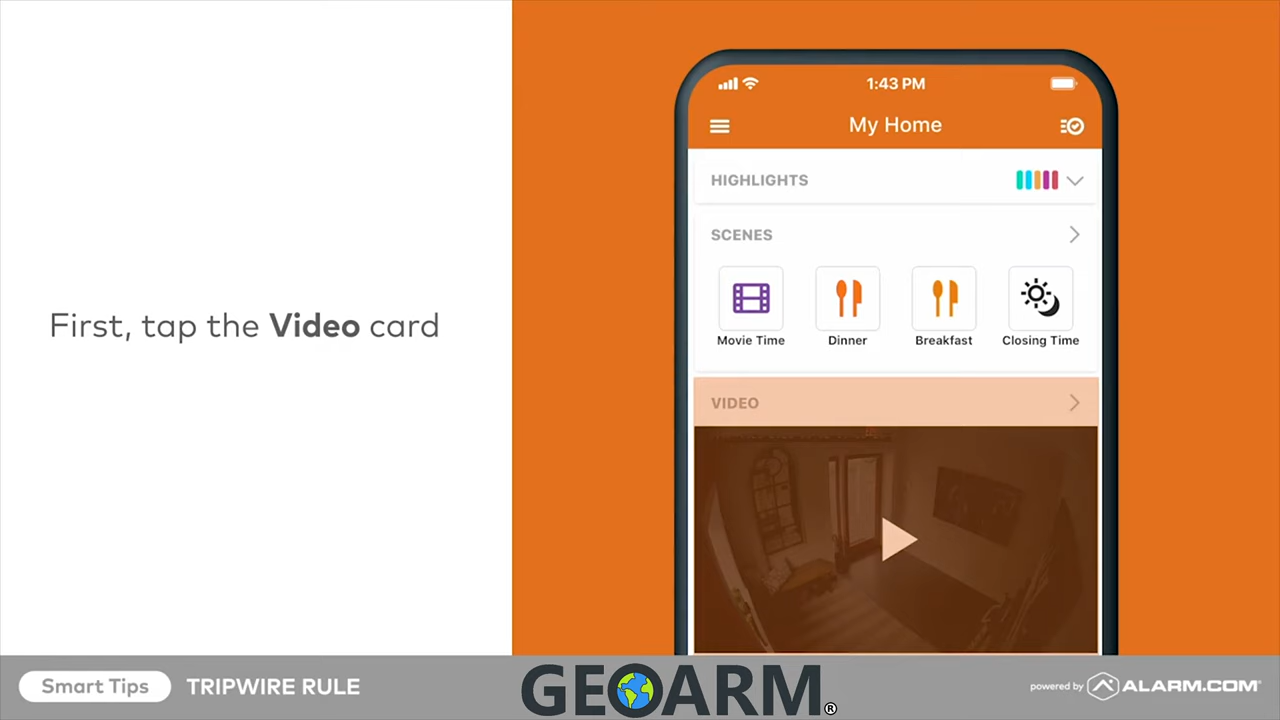 First, tap the Video card
1:43 PM
My Home
HIGHLIGHTS
SCENES
Movie Time
Dinner
Breakfast
Closing Time
VIDEO
Smart Tips
TRIPWIRE RULE
GEOARM®
powered by ALARM.COM®